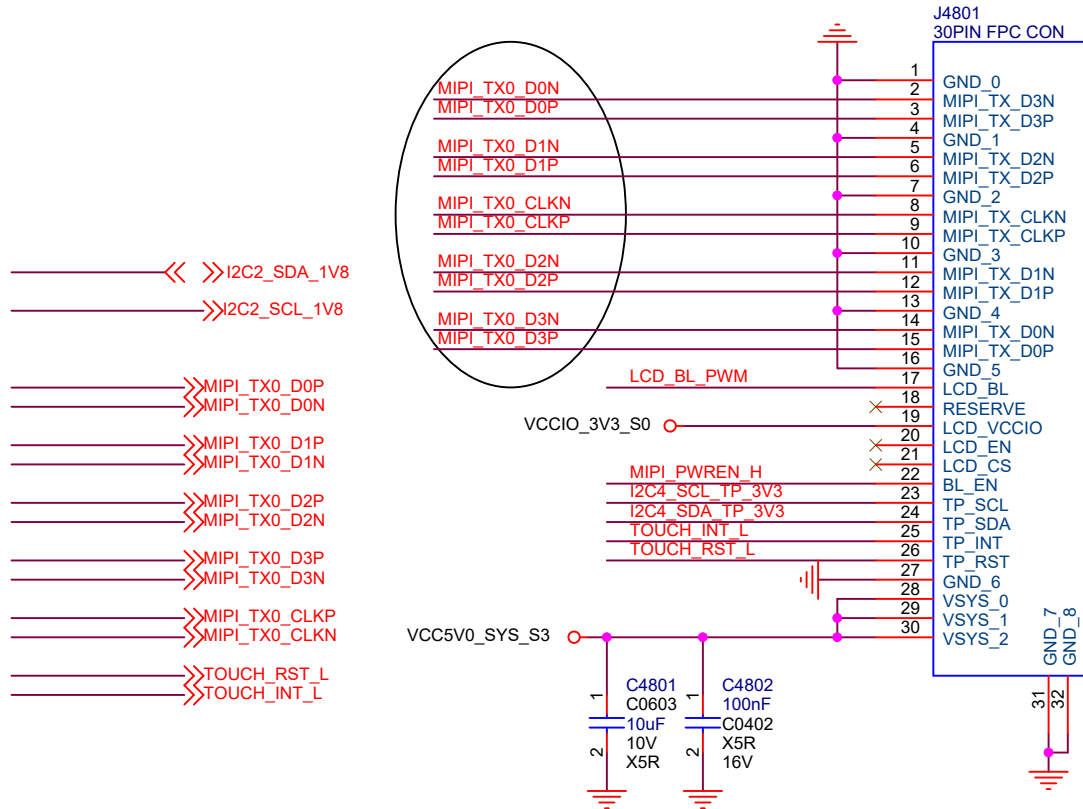 J4801
30PIN FPC CON
1 GND_0
MIPI_TX0_D0N 2 MIPI_TX_D3N
MIPI_TX0_D0P 3 MIPI_TX_D3P
4 GND_1
MIPI_TX0_D1N 5 MIPI_TX_D2N
MIPI_TX0_D1P 6 MIPI_TX_D2P
7 GND_2
MIPI_TX0_CLKN 8 MIPI_TX_CLKN
MIPI_TX0_CLKP 9 MIPI_TX_CLKP
10 GND_3
MIPI_TX0_D2N 11 MIPI_TX_D1N
MIPI_TX0_D2P 12 MIPI_TX_D1P
13 GND_4
MIPI_TX0_D3N 14 MIPI_TX_D0N
MIPI_TX0_D3P 15 MIPI_TX_D0P
16 GND_5
LCD_BL_PWM 17 LCD_BL
18 RESERVE
VCCIO_3V3_S0 19 LCD_VCCIO
20 LCD_EN
21 LCD_CS
MIPI_PWREN_H 22 BL_EN
I2C4_SCL_TP_3V3 23 TP_SCL
I2C4_SDA_TP_3V3 24 TP_SDA
TOUCH_INT_L 25 TP_INT
TOUCH_RST_L 26 TP_RST
27 GND_6
28 VSYS_0
29 VSYS_1
VCC5V0_SYS_S3 30 VSYS_2
GND_7
GND_8
31
32
I2C2_SDA_1V8
I2C2_SCL_1V8
MIPI_TX0_D0P
MIPI_TX0_D0N
MIPI_TX0_D1P
MIPI_TX0_D1N
MIPI_TX0_D2P
MIPI_TX0_D2N
MIPI_TX0_D3P
MIPI_TX0_D3N
MIPI_TX0_CLKP
MIPI_TX0_CLKN
TOUCH_RST_L
TOUCH_INT_L
1
2
C4801
C0603
10uF
10V
X5R
1
2
C4802
100nF
C0402
X5R
16V